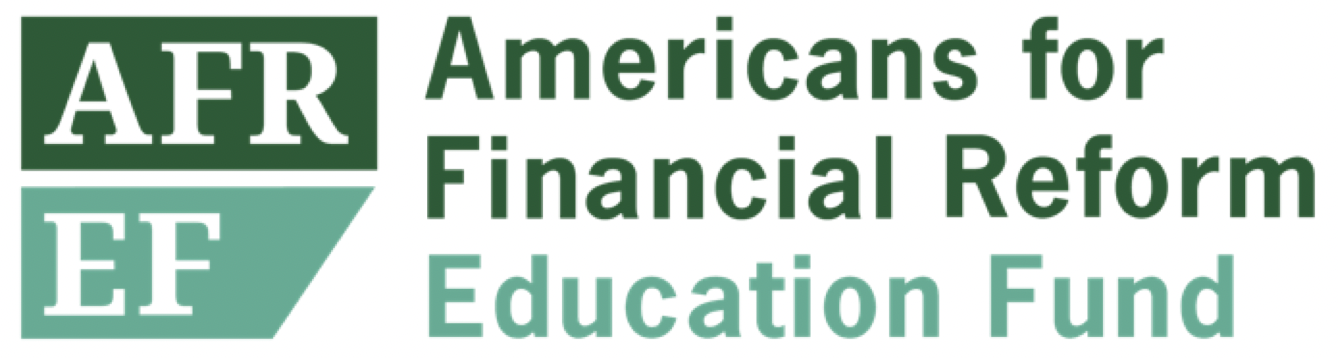 AFR
EF
Americans for
Financial Reform
Education Fund